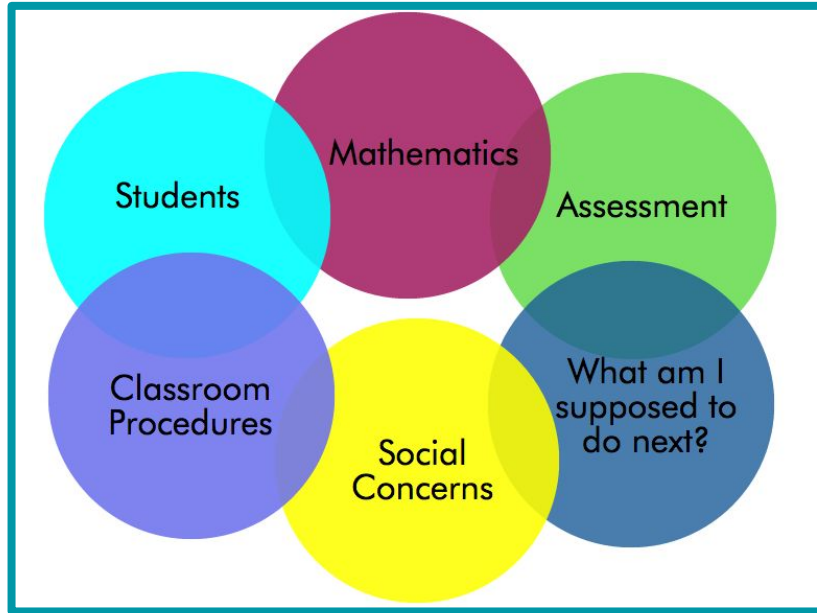 Mathematics
Students
Assessment
Classroom
Procedures
What am I
supposed to
do next?
Social
Concerns